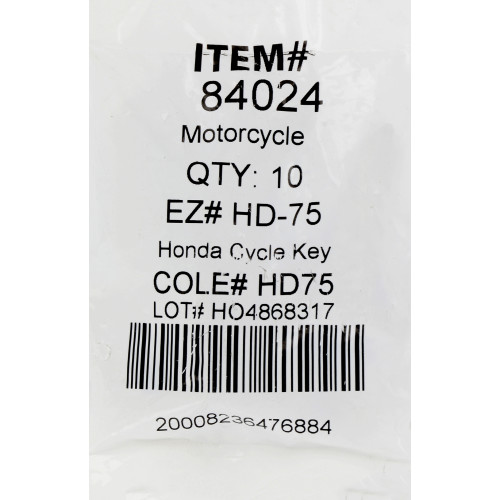 ITEM#
84024
Motorcycle
QTY: 10
EZ# HD-75
Honda Cycle Key
COLE# HD75
LOT# HO4868317
20008236476884